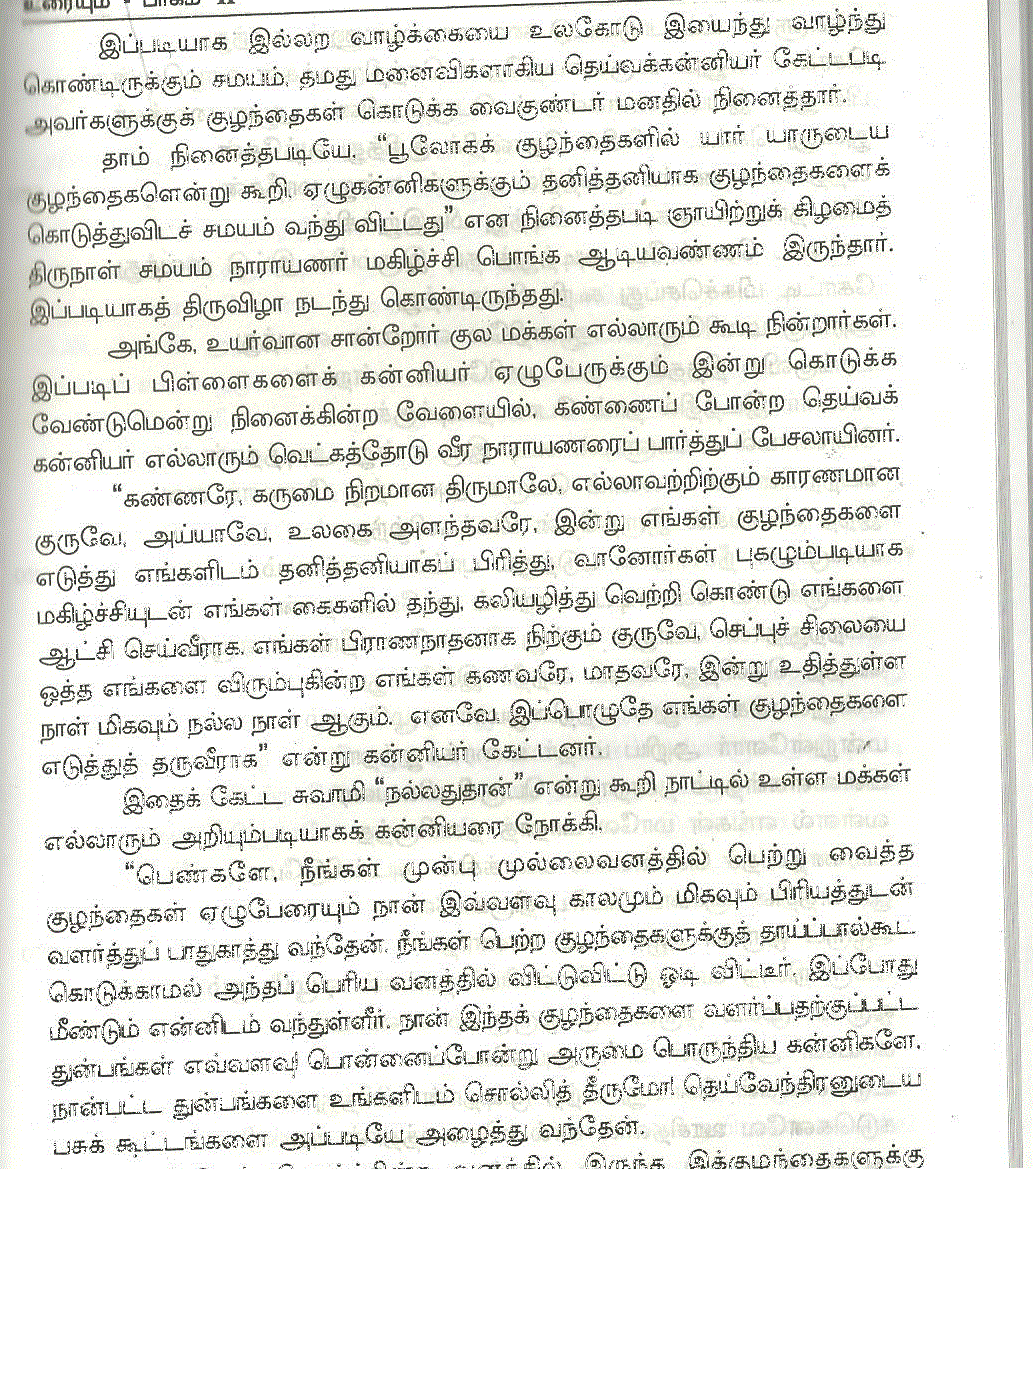 உரையும் - பாகம் II
இப்படியாக இல்லற வாழ்க்கையை உலகோடு இயைந்து வாழ்ந்து
கொண்டிருக்கும் சமயம், தமது மனைவிகளாகிய தெய்வக்கன்னியர் கேட்டபடி
அவர்களுக்குக் குழந்தைகள் கொடுக்க வைகுண்டர் மனதில் நினைத்தார்.
தாம் நினைத்தபடியே, “பூலோகக் குழந்தைகளில் யார் யாருடைய
குழந்தைகளென்று கூறி, ஏழுகன்னிகளுக்கும் தனித்தனியாக குழந்தைகளைக்
கொடுத்துவிடச் சமயம் வந்து விட்டது” என நினைத்தபடி ஞாயிற்றுக் கிழமைத்
திருநாள் சமயம் நாராயணர் மகிழ்ச்சி பொங்க ஆடியவண்ணம் இருந்தார்.
இப்படியாகத் திருவிழா நடந்து கொண்டிருந்தது.
அங்கே, உயர்வான சான்றோர் குல மக்கள் எல்லாரும் கூடி நின்றார்கள்.
இப்படிப் பிள்ளைகளைக் கன்னியர் ஏழுபேருக்கும் இன்று கொடுக்க
வேண்டுமென்று நினைக்கின்ற வேளையில், கண்ணைப் போன்ற தெய்வக்
கன்னியர் எல்லாரும் வெட்கத்தோடு வீர நாராயணரைப் பார்த்துப் பேசலாயினர்.
“கண்ணரே, கருமை நிறமான திருமாலே, எல்லாவற்றிற்கும் காரணமான
குருவே, அய்யாவே, உலகை அளந்தவரே, இன்று எங்கள் குழந்தைகளை
எடுத்து எங்களிடம் தனித்தனியாகப் பிரித்து, வானோர்கள் புகழும்படியாக
மகிழ்ச்சியுடன் எங்கள் கைகளில் தந்து, கலியழித்து வெற்றி கொண்டு எங்களை
ஆட்சி செய்வீராக. எங்கள் பிராணநாதனாக நிற்கும் குருவே, செப்புச் சிலையை
ஒத்த எங்களை விரும்புகின்ற எங்கள் கணவரே, மாதவரே, இன்று உதித்துள்ள
நாள் மிகவும் நல்ல நாள் ஆகும். எனவே, இப்பொழுதே எங்கள் குழந்தைகளை
எடுத்துத் தருவீராக” என்று கன்னியர் கேட்டனர்.
இதைக் கேட்ட சுவாமி “நல்லதுதான்” என்று கூறி நாட்டில் உள்ள மக்கள்
எல்லாரும் அறியும்படியாகக் கன்னியரை நோக்கி,
“பெண்களே, நீங்கள் முன்பு முல்லைவனத்தில் பெற்று வைத்த
குழந்தைகள் ஏழுபேரையும் நான் இவ்வளவு காலமும் மிகவும் பிரியத்துடன்
வளர்த்துப் பாதுகாத்து வந்தேன். நீங்கள் பெற்ற குழந்தைகளுக்குத் தாய்ப்பால்கூட
கொடுக்காமல் அந்தப் பெரிய வனத்தில் விட்டுவிட்டு ஓடி விட்டீர். இப்போது
மீண்டும் என்னிடம் வந்துள்ளீர். நான் இந்தக் குழந்தைகளை வளர்ப்பதற்குப்பட்ட
துன்பங்கள் எவ்வளவு! பொன்னைப்போன்று அருமை பொருந்திய கன்னிகளே,
நான்பட்ட துன்பங்களை உங்களிடம் சொல்லித் தீருமோ! தெய்வேந்திரனுடைய
பசுக் கூட்டங்களை அப்படியே அழைத்து வந்தேன்.
வனத்தில் இருந்த இக்குழந்தைகளுக்கு